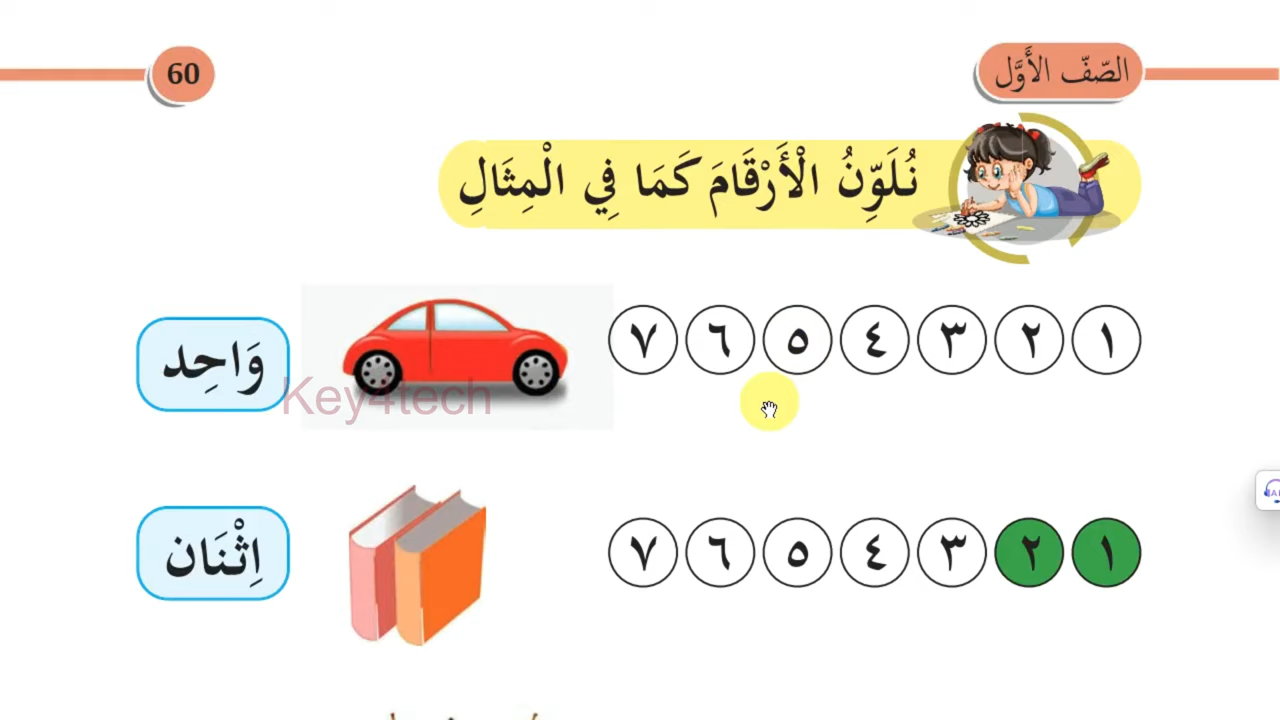 الصّفّ الأَوَّل
60
نُلَوِّنُ الْأَرْقَامَ كَمَا فِي الْمِثَالِ
١ ٢ ٣ ٤ ٥ ٦ ٧
وَاحِد
Key4tech
١ ٢ ٣ ٤ ٥ ٦ ٧
اِثْنَان